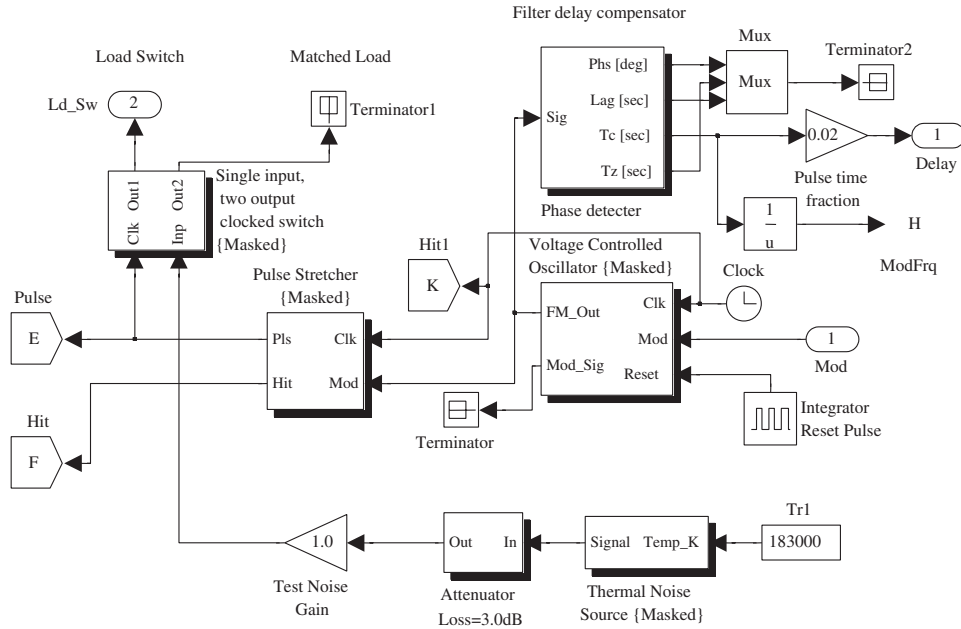 Filter delay compensator
Mux
Load Switch
Matched Load
Terminator2
Phs [deg]
Mux
Ld_Sw
2
Lag [sec]
Terminator1
Sig
Tc [sec]
0.02
1
Delay
Tz [sec]
Pulse time
fraction
Out1
Out2
Clk
Inp
Single input,
two output
clocked switch
{Masked}
Phase detecter
1
u
H
ModFrq
Hit1
K
Voltage Controlled
Oscillator {Masked}
Clock
Pulse Stretcher
{Masked}
Pulse
E
Pls
Clk
Hit
Mod
FM_Out
Clk
Mod
Mod_Sig
Reset
1
Mod
Hit
F
Terminator
Integrator
Reset Pulse
Tr1
1.0
Out
In
Signal
Temp_K
183000
Test Noise
Gain
Attenuator
Loss=3.0dB
Thermal Noise
Source {Masked}